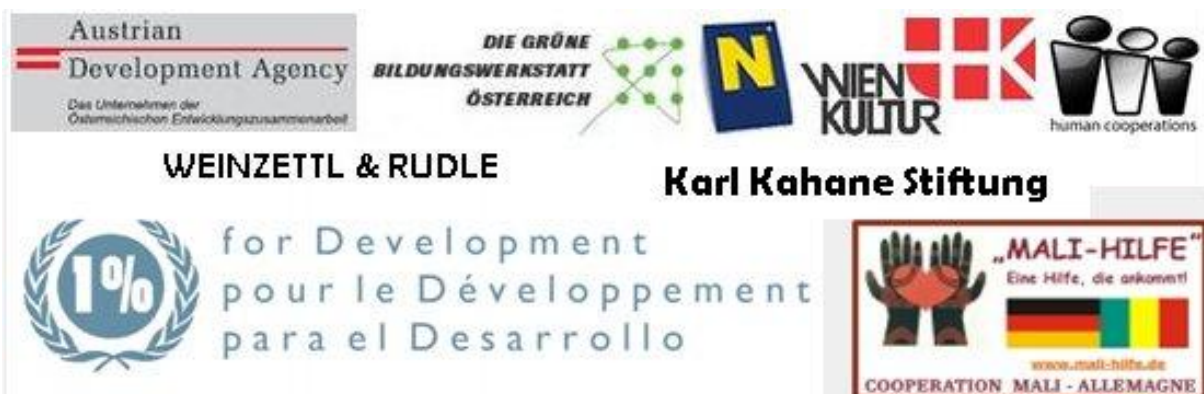 Austrian
Development Agency
Das Unternehmen der
Österreichischen Entwicklungszusammenarbeit
DIE GRÜNE
BILDUNGSWERKSTATT
ÖSTERREICH
N
WIEN
KULTUR
human cooperations
WEINZETTL & RUDLE
Karl Kahane Stiftung
1%
for Development
pour le Développement
para el Desarrollo
„MALI-HILFE"
Eine Hilfe, die ankommt!
www.mali-hilfe.de
COOPERATION MALI - ALLEMAGNE